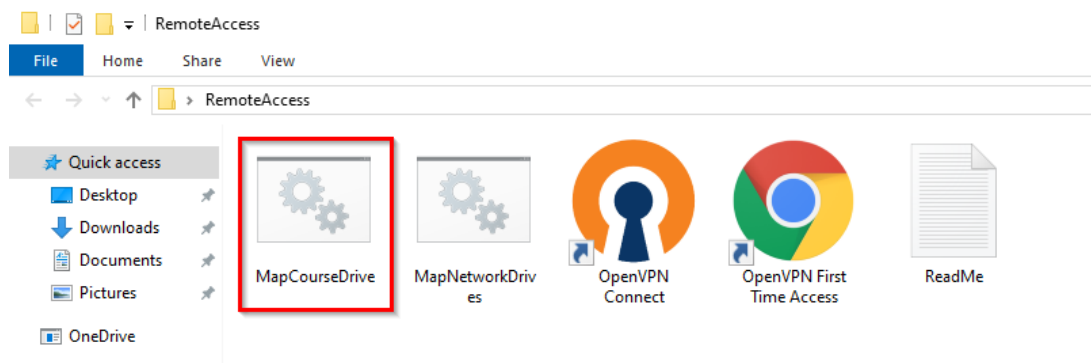 RemoteAccess
File Home Share View
RemoteAccess
Quick access
Desktop
Downloads
Documents
Pictures
OneDrive
MapCourseDrive
MapNetworkDriv
es
OpenVPN
Connect
OpenVPN First
Time Access
ReadMe